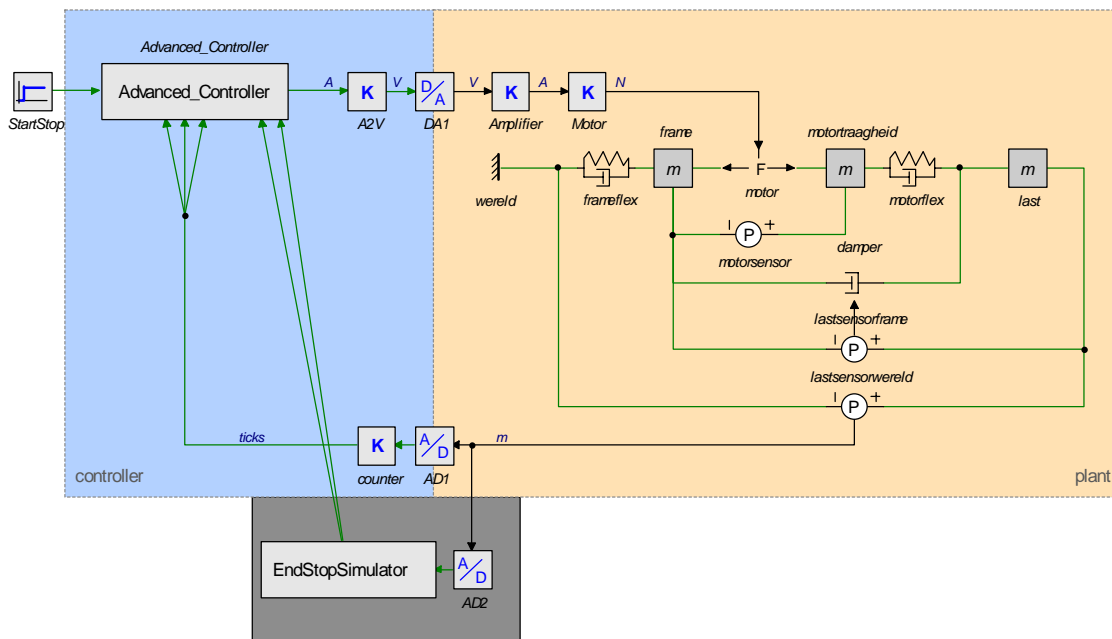 Advanced_Controller
Advanced_Controller
StartStop
A
K
A2V
V
D/A
DA1
V
K
Amplifier
A
K
Motor
N
wereld
frameflex
frame
m
F
motor
motortraagheid
m
motorflex
m
last
P
motorsensor
damper
lastsensorframe
P
lastsensorwereld
P
ticks
K
counter
A/D
AD1
m
controller
plant
EndStopSimulator
A/D
AD2